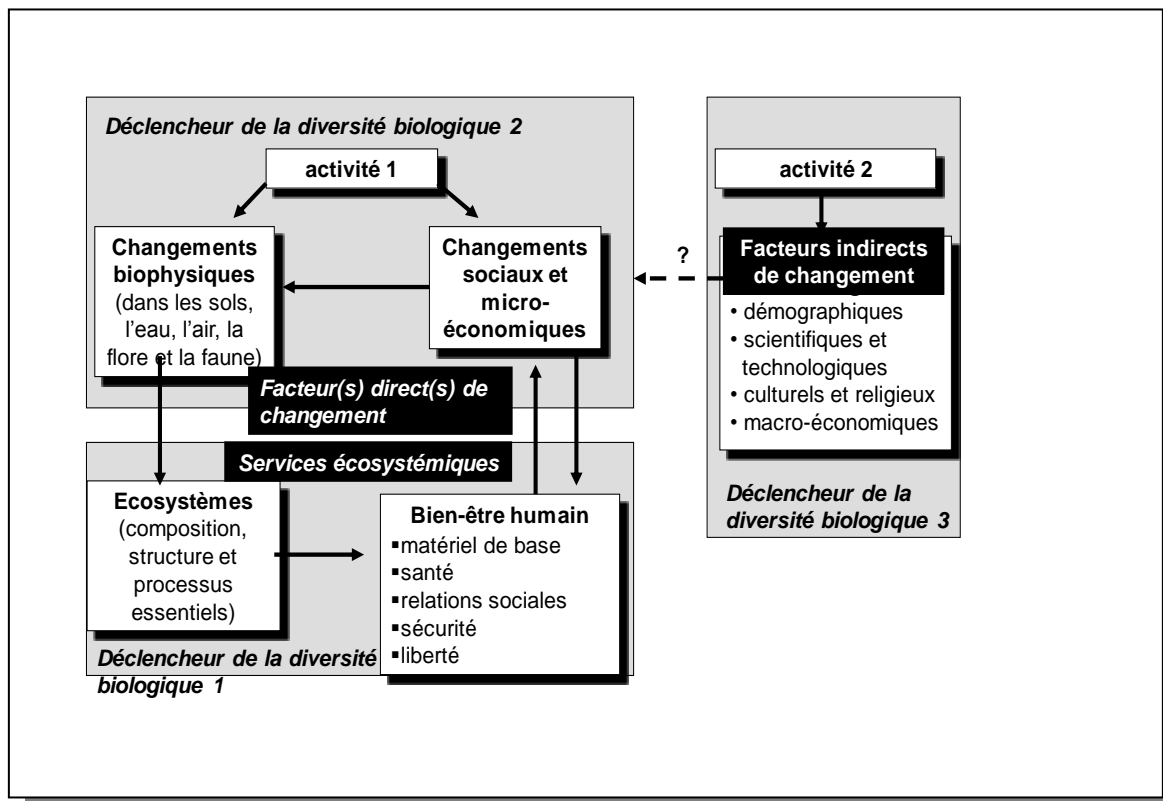 Déclencheur de la diversité biologique 2
activité 1
Changements
biophysiques
(dans les sols,
l'eau, l'air, la
flore et la faune)
Changements
sociaux et
micro-
économiques
Facteur(s) direct(s) de
changement
?
activité 2
Facteurs indirects
de changement
• démographiques
• scientifiques et
technologiques
• culturels et religieux
• macro-économiques
Déclencheur de la
diversité biologique 3
Services écosystémiques
Ecosystèmes
(composition,
structure et
processus
essentiels)
Bien-être humain
▪matériel de base
▪santé
▪relations sociales
▪sécurité
▪liberté
Déclencheur de la diversité
biologique 1